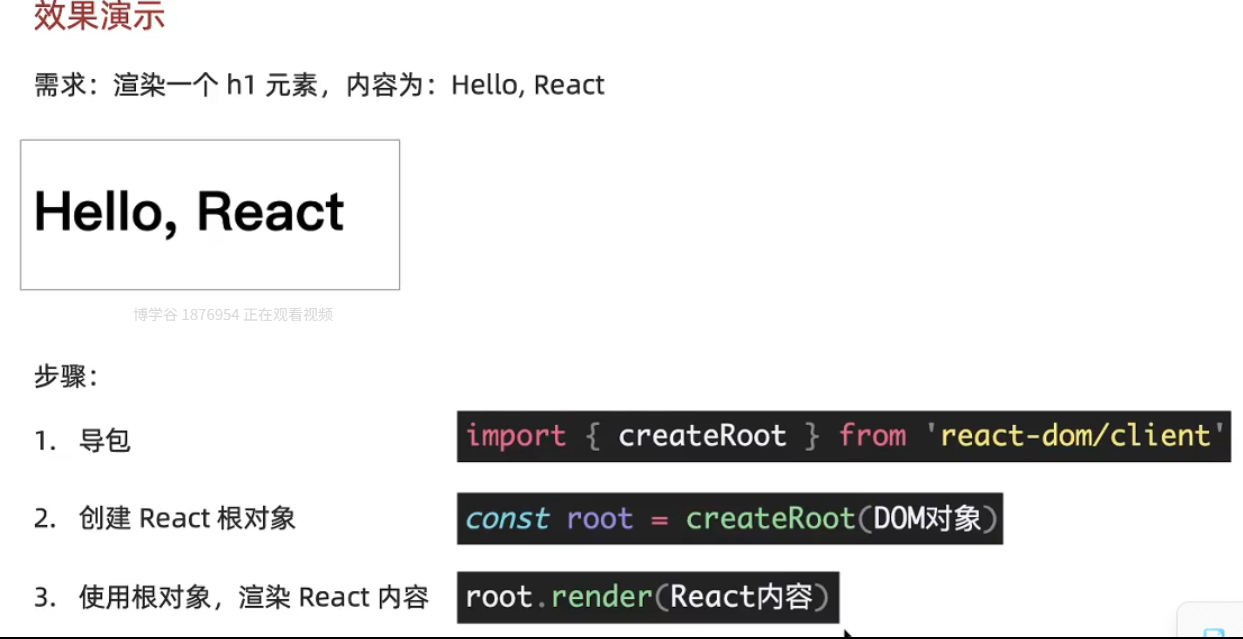 效果演示
需求：渲染一个 h1 元素，内容为：Hello, React
Hello, React
博学谷 1876954 正在观看视频
步骤：
1. 导包 import { createRoot } from 'react-dom/client'
2. 创建 React 根对象 const root = createRoot(DOM对象)
3. 使用根对象，渲染 React 内容 root.render(React内容)